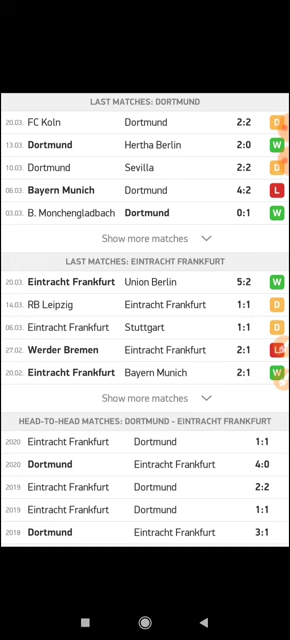 LAST MATCHES: DORTMUND
20.03. FC Koln Dortmund 2:2 D
13.03. Dortmund Hertha Berlin 2:0 W
10.03. Dortmund Sevilla 2:2 D
06.03. Bayern Munich Dortmund 4:2 L
03.03. B. Monchengladbach Dortmund 0:1 W
Show more matches
LAST MATCHES: EINTRACHT FRANKFURT
20.03. Eintracht Frankfurt Union Berlin 5:2 W
14.03. RB Leipzig Eintracht Frankfurt 1:1 D
06.03. Eintracht Frankfurt Stuttgart 1:1 D
27.02. Werder Bremen Eintracht Frankfurt 2:1 L
20.02. Eintracht Frankfurt Bayern Munich 2:1 W
Show more matches
HEAD-TO-HEAD MATCHES: DORTMUND - EINTRACHT FRANKFURT
2020 Eintracht Frankfurt Dortmund 1:1
2020 Dortmund Eintracht Frankfurt 4:0
2019 Eintracht Frankfurt Dortmund 2:2
2019 Eintracht Frankfurt Dortmund 1:1
2018 Dortmund Eintracht Frankfurt 3:1